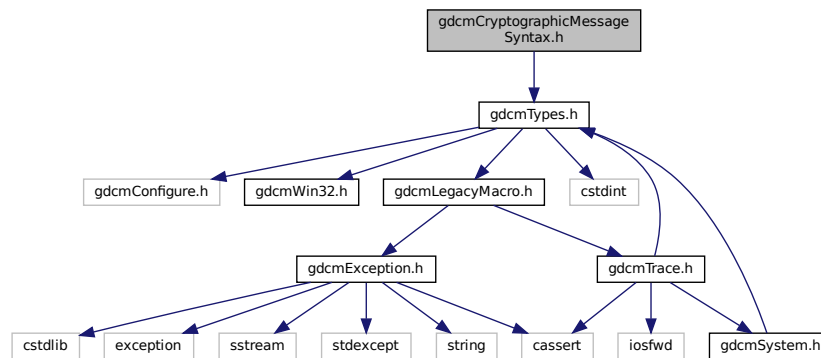 gdcmCryptographicMessage
Syntax.h
gdcmTypes.h
gdcmConfigure.h
gdcmWin32.h
gdcmLegacyMacro.h
cstdint
gdcmException.h
gdcmTrace.h
cstdlib
exception
sstream
stdexcept
string
cassert
iosfwd
gdcmSystem.h